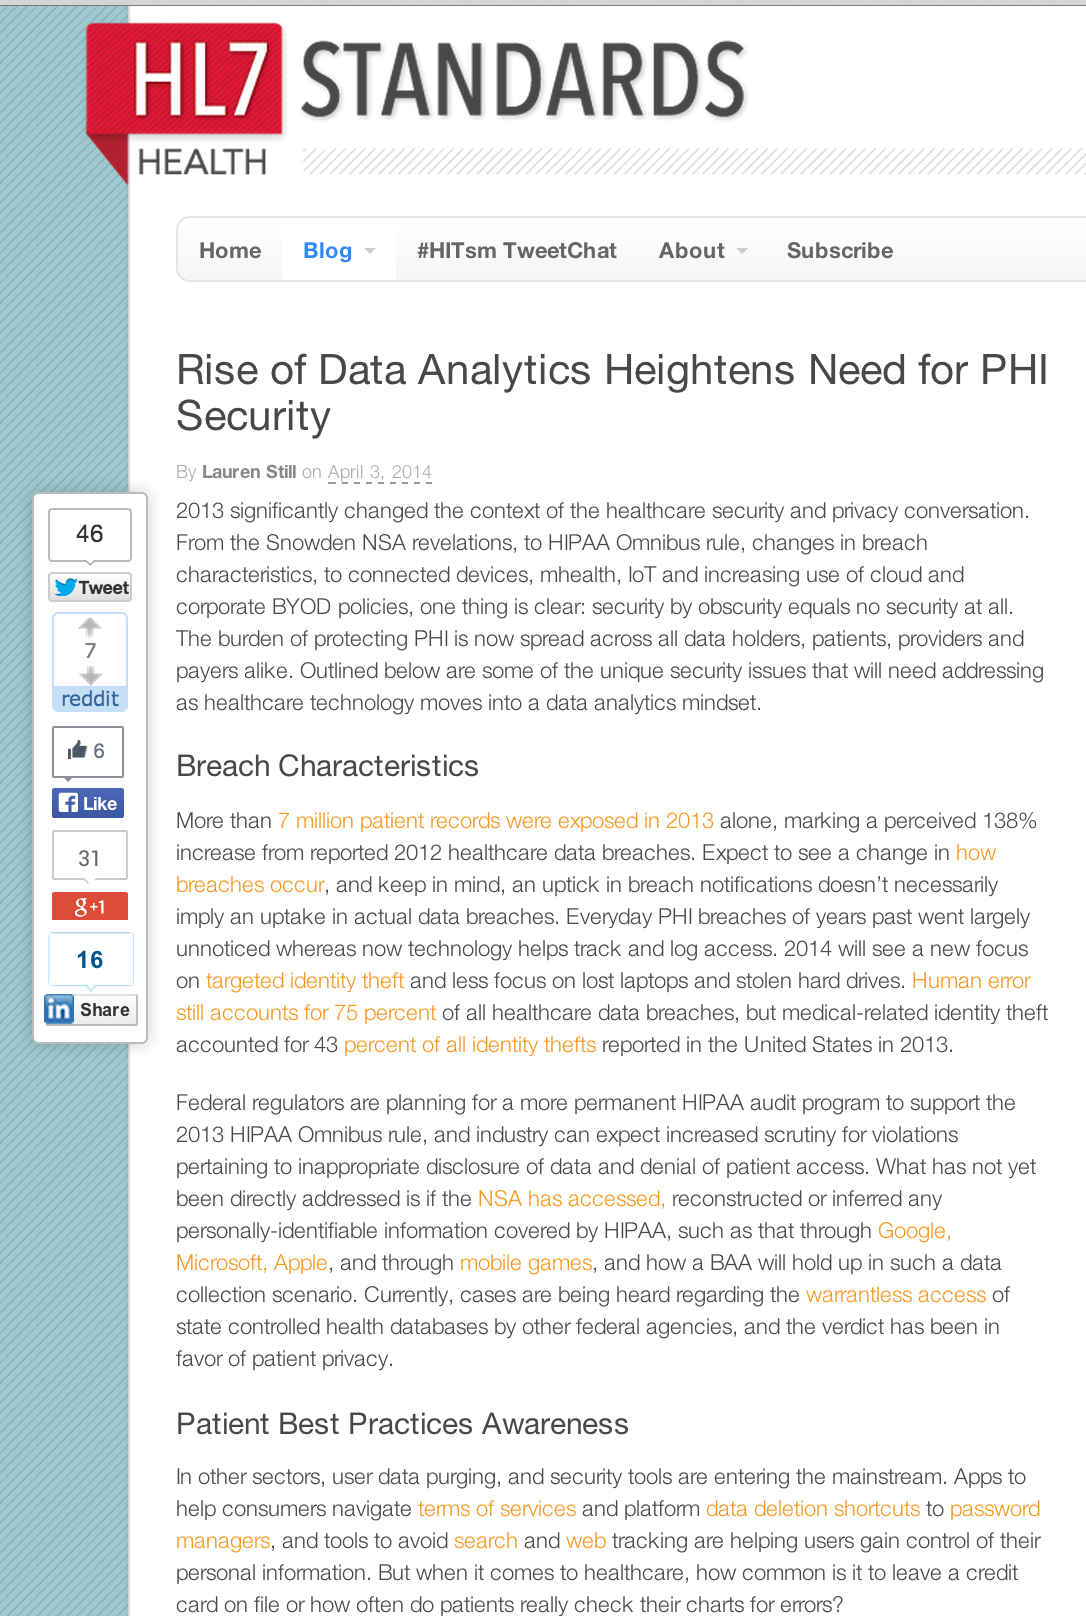 HL7 STANDARDS
HEALTH
Home Blog #HITsm TweetChat About Subscribe
Rise of Data Analytics Heightens Need for PHI
Security
By Lauren Still on April 3, 2014
2013 significantly changed the context of the healthcare security and privacy conversation.
From the Snowden NSA revelations, to HIPAA Omnibus rule, changes in breach
characteristics, to connected devices, mhealth, IoT and increasing use of cloud and
corporate BYOD policies, one thing is clear: security by obscurity equals no security at all.
The burden of protecting PHI is now spread across all data holders, patients, providers and
payers alike. Outlined below are some of the unique security issues that will need addressing
as healthcare technology moves into a data analytics mindset.
46
Tweet
7
reddit
6
Like
31
g+1
16
in Share
Breach Characteristics
More than 7 million patient records were exposed in 2013 alone, marking a perceived 138%
increase from reported 2012 healthcare data breaches. Expect to see a change in how
breaches occur, and keep in mind, an uptick in breach notifications doesn’t necessarily
imply an uptake in actual data breaches. Everyday PHI breaches of years past went largely
unnoticed whereas now technology helps track and log access. 2014 will see a new focus
on targeted identity theft and less focus on lost laptops and stolen hard drives. Human error
still accounts for 75 percent of all healthcare data breaches, but medical-related identity theft
accounted for 43 percent of all identity thefts reported in the United States in 2013.
Federal regulators are planning for a more permanent HIPAA audit program to support the
2013 HIPAA Omnibus rule, and industry can expect increased scrutiny for violations
pertaining to inappropriate disclosure of data and denial of patient access. What has not yet
been directly addressed is if the NSA has accessed, reconstructed or inferred any
personally-identifiable information covered by HIPAA, such as that through Google,
Microsoft, Apple, and through mobile games, and how a BAA will hold up in such a data
collection scenario. Currently, cases are being heard regarding the warrantless access of
state controlled health databases by other federal agencies, and the verdict has been in
favor of patient privacy.
Patient Best Practices Awareness
In other sectors, user data purging, and security tools are entering the mainstream. Apps to
help consumers navigate terms of services and platform data deletion shortcuts to password
managers, and tools to avoid search and web tracking are helping users gain control of their
personal information. But when it comes to healthcare, how common is it to leave a credit
card on file or how often do patients really check their charts for errors?